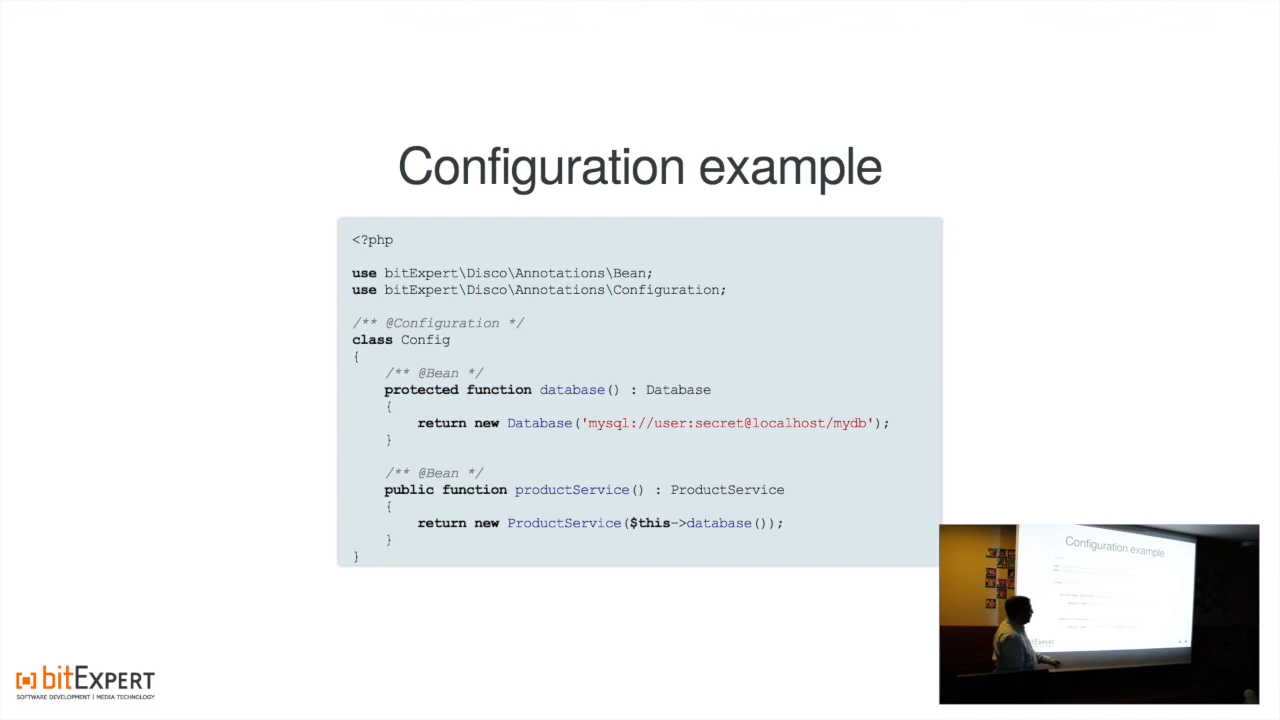 Configuration example
<?php
use bitExpert\Disco\Annotations\Bean;
use bitExpert\Disco\Annotations\Configuration;
/** @Configuration */
class Config
{
    /** @Bean */
    protected function database() : Database
    {
        return new Database('mysql://user:secret@localhost/mydb');
    }
    /** @Bean */
    public function productService() : ProductService
    {
        return new ProductService($this->database());
    }
}
Configuration example
bitExpert
SOFTWARE DEVELOPMENT | MEDIA TECHNOLOGY